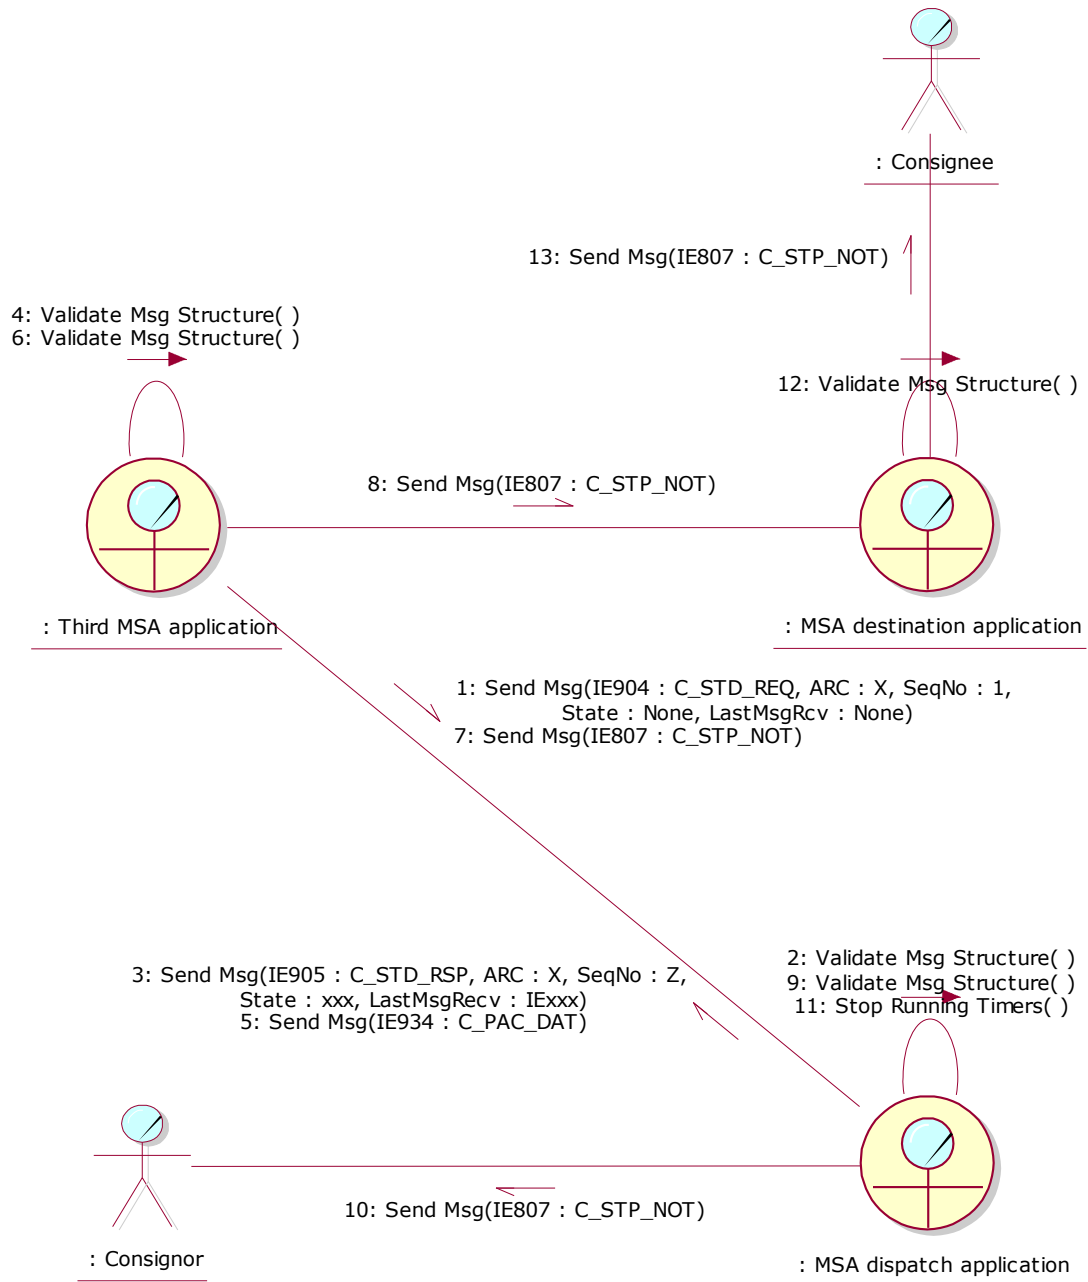 : Consignee
13: Send Msg(IE807 : C_STP_NOT)
4: Validate Msg Structure( )
6: Validate Msg Structure( )
12: Validate Msg Structure( )
8: Send Msg(IE807 : C_STP_NOT)
: Third MSA application
: MSA destination application
1: Send Msg(IE904 : C_STD_REQ, ARC : X, SeqNo : 1,
State : None, LastMsgRcv : None)
7: Send Msg(IE807 : C_STP_NOT)
2: Validate Msg Structure( )
9: Validate Msg Structure( )
11: Stop Running Timers( )
3: Send Msg(IE905 : C_STD_RSP, ARC : X, SeqNo : Z,
State : xxx, LastMsgRecv : IExxx)
5: Send Msg(IE934 : C_PAC_DAT)
10: Send Msg(IE807 : C_STP_NOT)
: Consignor
: MSA dispatch application